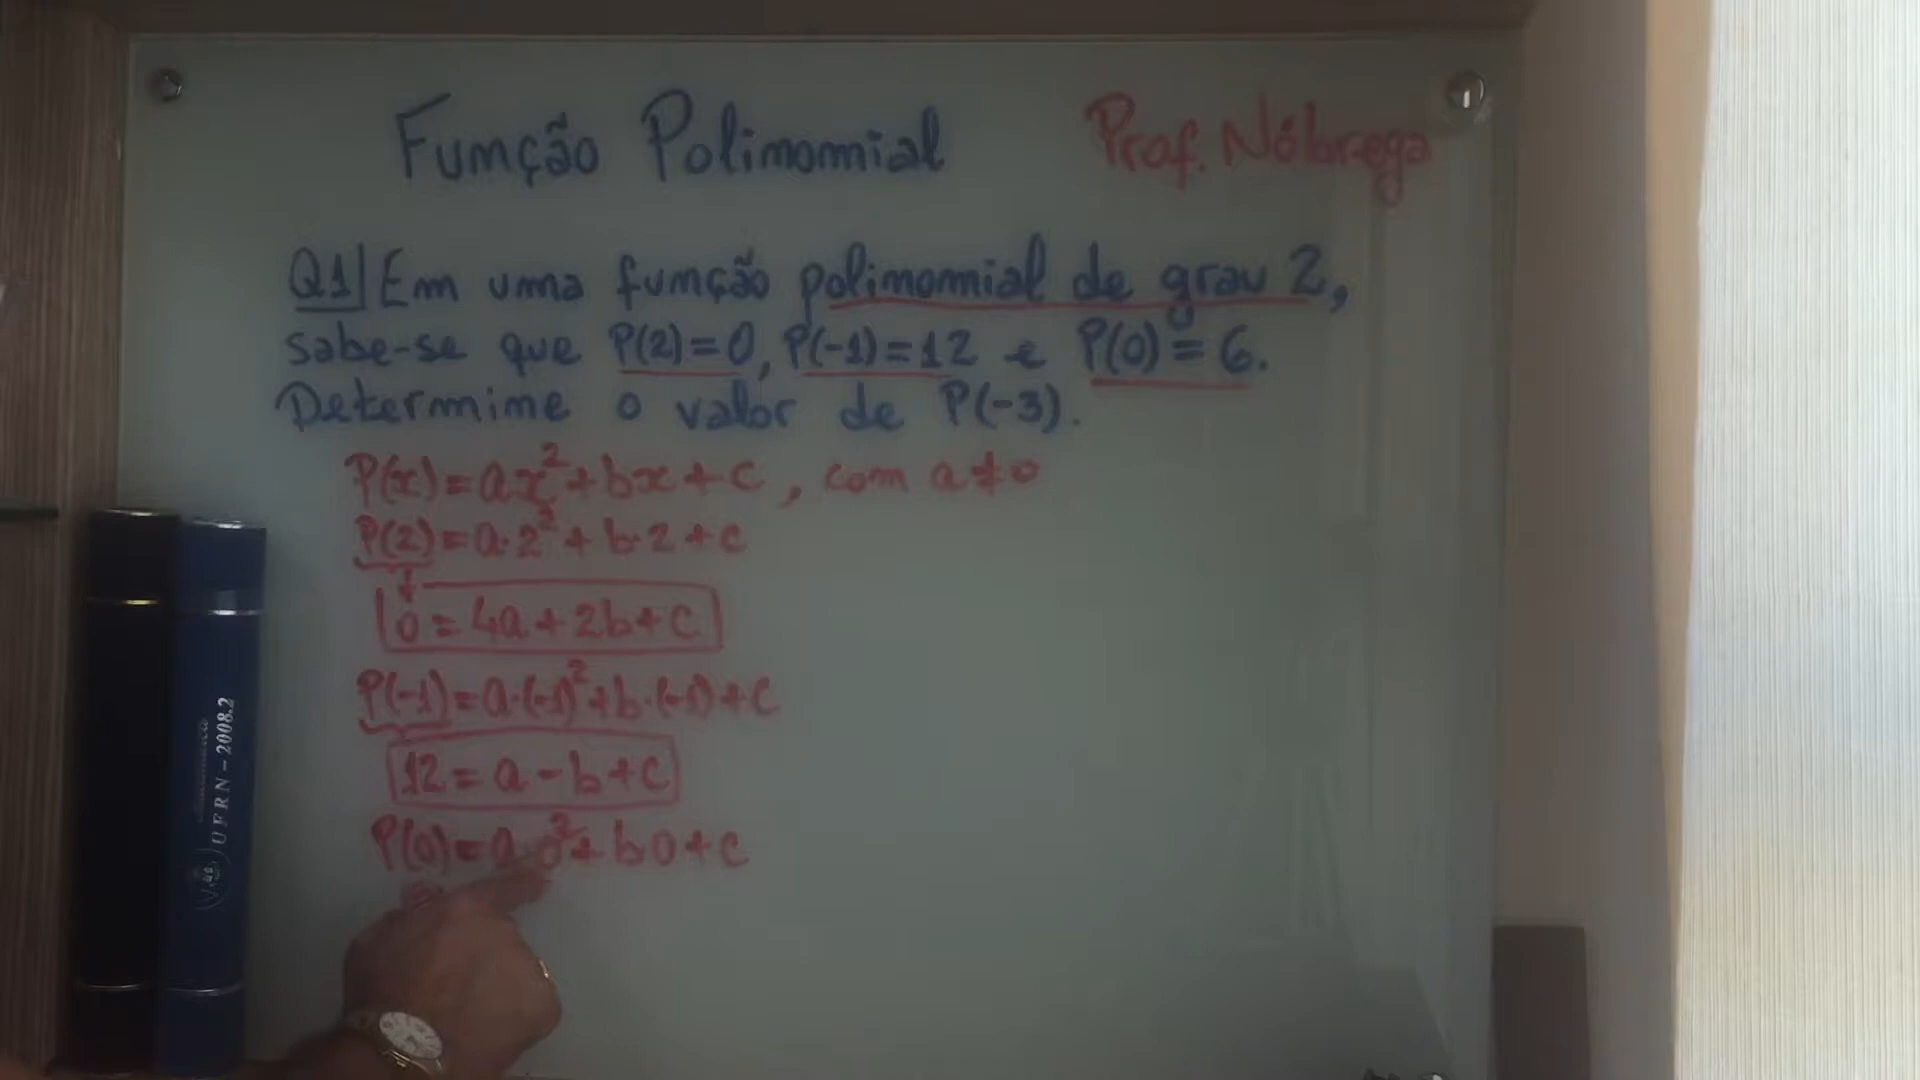 Função Polinomial Prof. Nóbrega
Q1| Em uma função polinomial de grau 2,
sabe-se que P(2)=0, P(-1)=12 e P(0)=6.
Determine o valor de P(-3).
P(x)=ax²+bx+c, com a≠0
P(2)=a·2²+b·2+c
0=4a+2b+c
P(-1)=a·(-1)²+b·(-1)+c
12=a-b+c
P(0)=a·0²+b0+c
UFRN-2008.2